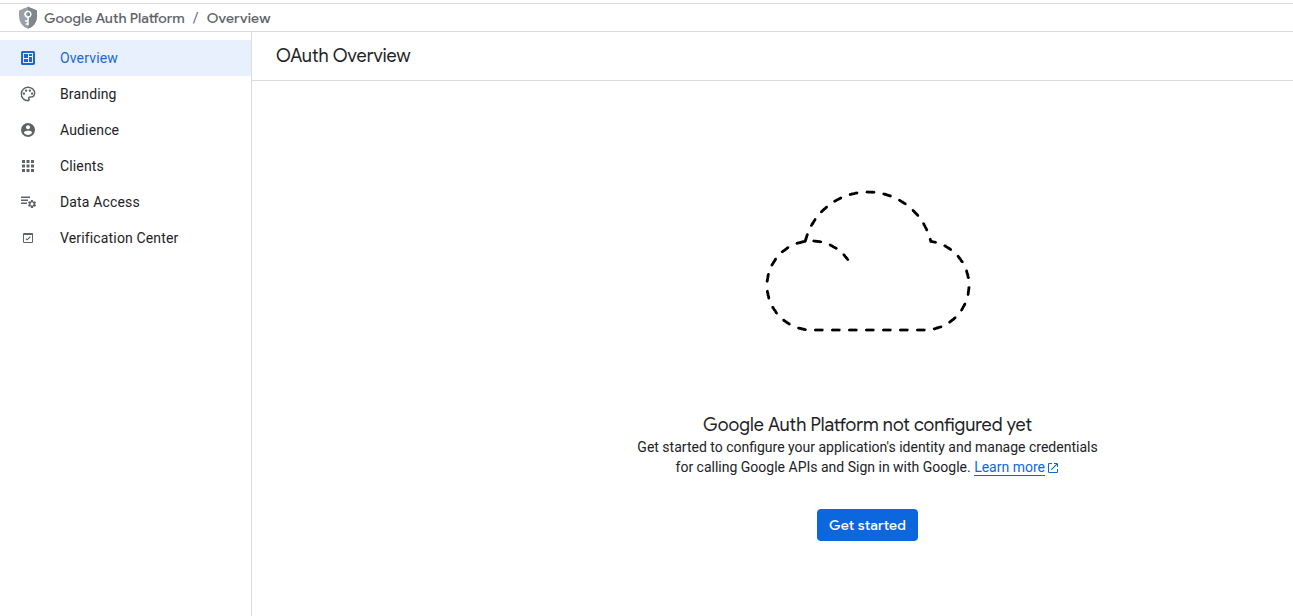 Google Auth Platform / Overview
Overview
Branding
Audience
Clients
Data Access
Verification Center
OAuth Overview
Google Auth Platform not configured yet
Get started to configure your application's identity and manage credentials
for calling Google APIs and Sign in with Google. Learn more
Get started